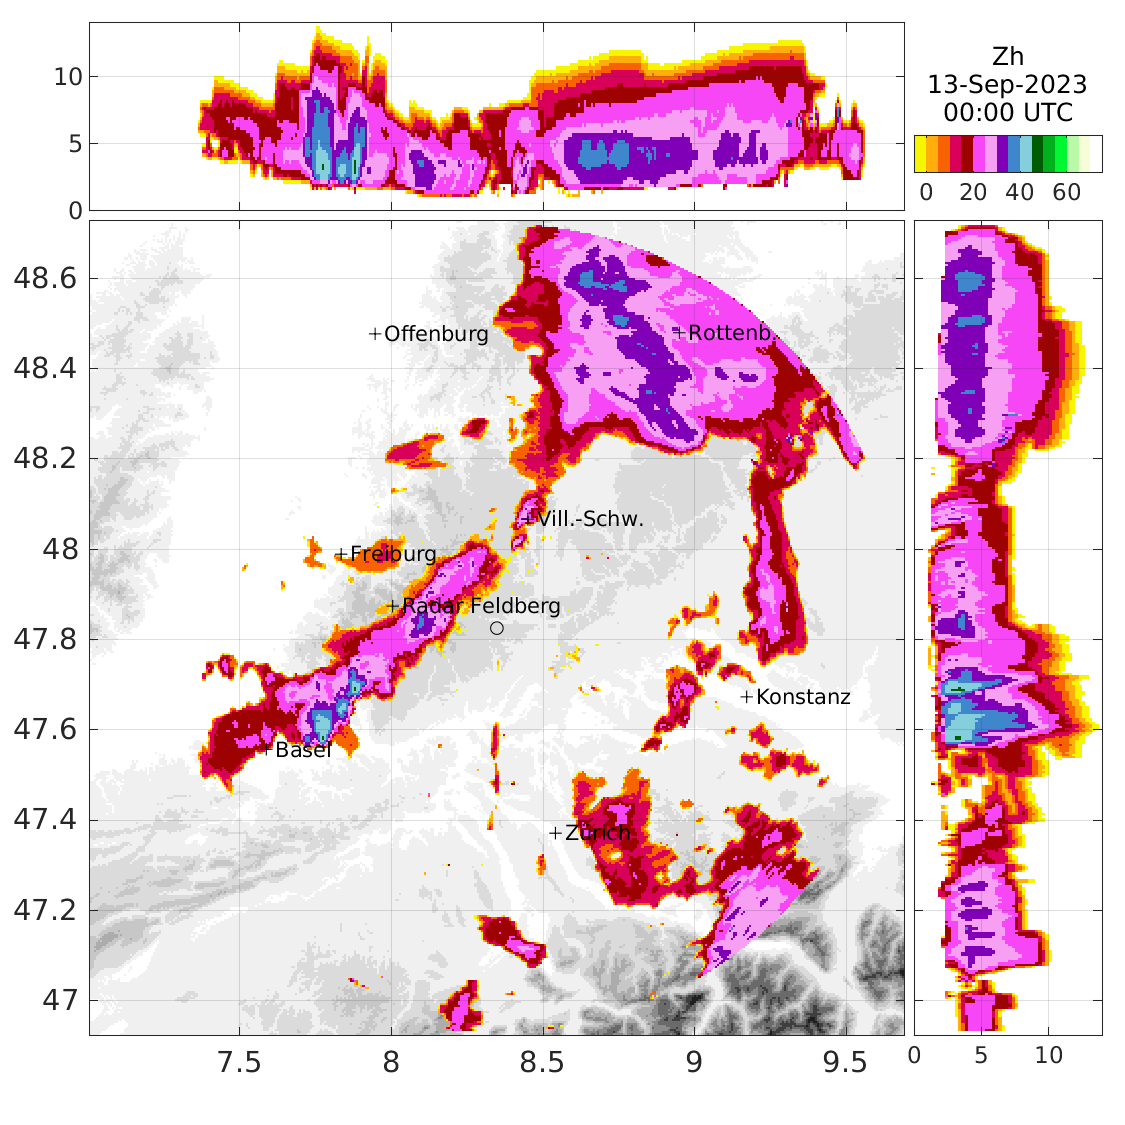 10
5
0
Zh
13-Sep-2023
00:00 UTC
0 20 40 60
48.6
48.4
48.2
48
47.8
47.6
47.4
47.2
47
+Offenburg
+Rottenb.
+Vill.-Schw.
+Freiburg
+Radar Feldberg
+Konstanz
+Basel
+Zürich
7.5 8 8.5 9 9.5
0 5 10